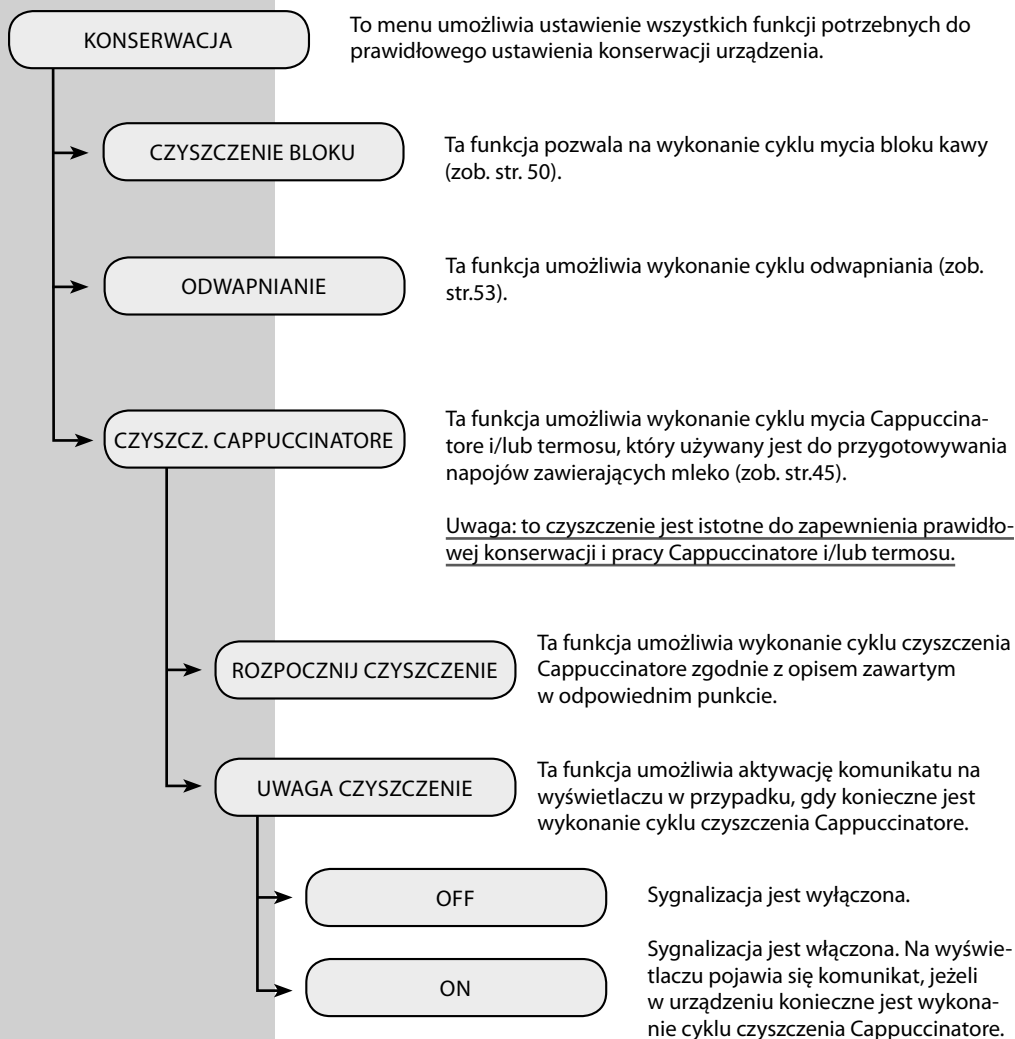 KONSERWACJA
To menu umożliwia ustawienie wszystkich funkcji potrzebnych do
prawidłowego ustawienia konserwacji urządzenia.
CZYSZCZENIE BLOKU
Ta funkcja pozwala na wykonanie cyklu mycia bloku kawy
(zob. str. 50).
ODWAPNIANIE
Ta funkcja umożliwia wykonanie cyklu odwapniania (zob.
str.53).
CZYSZCZ. CAPPUCCINATORE
Ta funkcja umożliwia wykonanie cyklu mycia Cappuccina-
tore i/lub termosu, który używany jest do przygotowywania
napojów zawierających mleko (zob. str.45).
Uwaga: to czyszczenie jest istotne do zapewnienia prawidło-
wej konserwacji i pracy Cappuccinatore i/lub termosu.
ROZPOCZNIJ CZYSZCZENIE
Ta funkcja umożliwia wykonanie cyklu czyszczenia
Cappuccinatore zgodnie z opisem zawartym
w odpowiednim punkcie.
UWAGA CZYSZCZENIE
Ta funkcja umożliwia aktywację komunikatu na
wyświetlaczu w przypadku, gdy konieczne jest
wykonanie cyklu czyszczenia Cappuccinatore.
OFF
Sygnalizacja jest wyłączona.
ON
Sygnalizacja jest włączona. Na wyświe-
tlaczu pojawia się komunikat, jeżeli
w urządzeniu konieczne jest wykona-
nie cyklu czyszczenia Cappuccinatore.